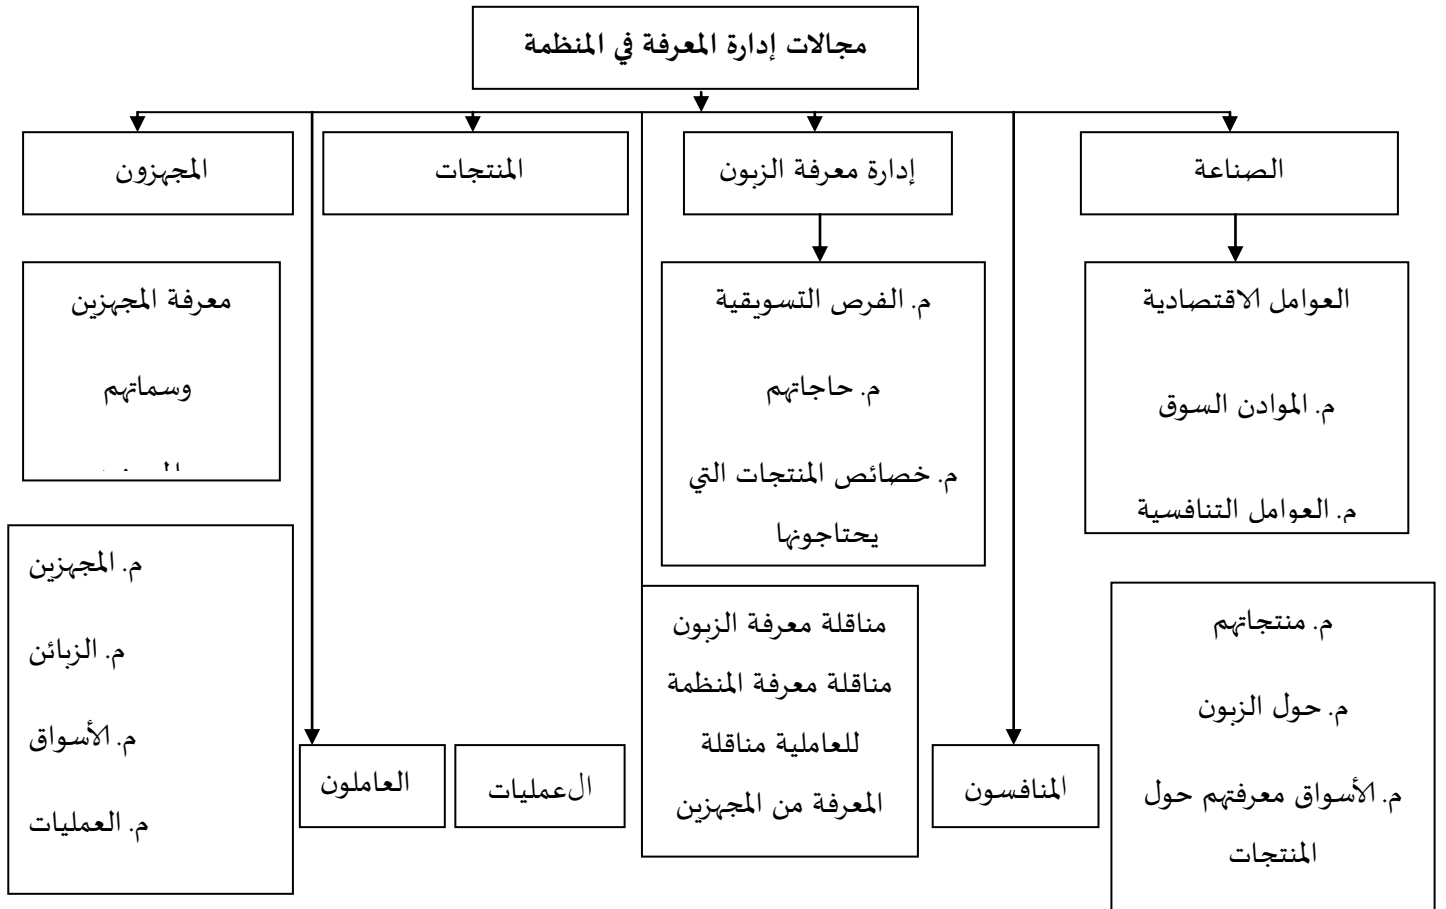 مجالات إدارة المعرفة في المنظمة
الصناعة
إدارة معرفة الزبون
المنتجات
المجهزون
العوامل الاقتصادية
م. الموادن السوق
م. العوامل التنافسية
م. الفرص التسويقية
م. حاجاتهم
م. خصائص المنتجات التي
يحتاجونها
معرفة المجهزين
وسماتهم
م. منتجاتهم
م. حول الزبون
م. الأسواق معرفتهم حول
المنتجات
المنافسون
مناقلة معرفة الزبون
مناقلة معرفة المنظمة
للعاملية مناقلة
المعرفة من المجهزين
العمليات
العاملون
م. المجهزين
م. الزبائن
م. الأسواق
م. العمليات